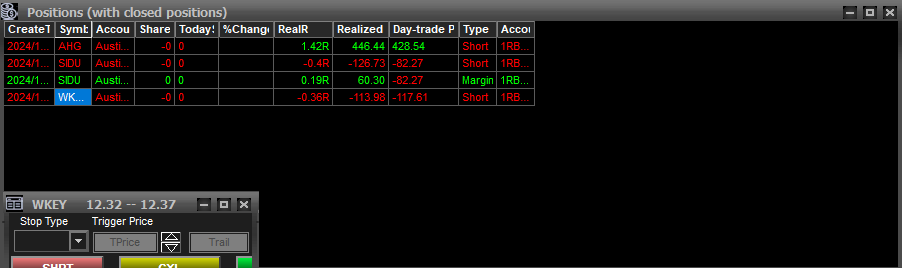 Positions (with closed positions)
CreateT Symb Accou Share TodayS %Change RealR Realized Day-trade P Type Accou
2024/1... AHG Austi... -0 0 1.42R 446.44 428.54 Short 1RB...
2024/1... SIDU Austi... -0 0 -0.4R -126.73 -82.27 Short 1RB...
2024/1... SIDU Austi... 0 0 0.19R 60.30 -82.27 Margin 1RB...
2024/1... WK... Austi... -0 0 -0.36R -113.98 -117.61 Short 1RB...
WKEY 12.32 -- 12.37
Stop Type Trigger Price
TPrice Trail
SHRT CXL